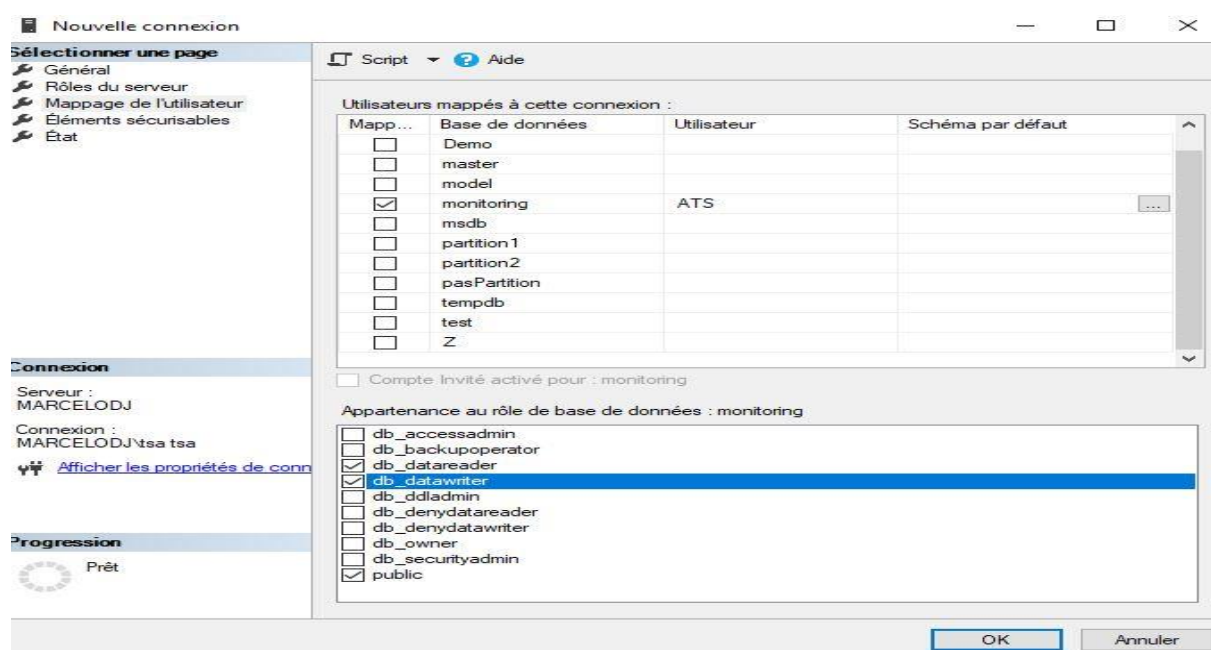 Nouvelle connexion
Sélectionner une page
Général
Rôles du serveur
Mappage de l'utilisateur
Éléments sécurisables
État
Script
Aide
Utilisateurs mappés à cette connexion :
Mapp... Base de données Utilisateur Schéma par défaut
Demo
master
model
monitoring ATS ...
msdb
partition1
partition2
pasPartition
tempdb
test
Z
Compte Invité activé pour : monitoring
Appartenance au rôle de base de données : monitoring
db_accessadmin
db_backupoperator
db_datareader
db_datawriter
db_ddladmin
db_denydatareader
db_denydatawriter
db_owner
db_securityadmin
public
Connexion
Serveur :
MARCELODJ
Connexion :
MARCELODJ\tsa tsa
Afficher les propriétés de conn
Progression
Prêt
OK Annuler